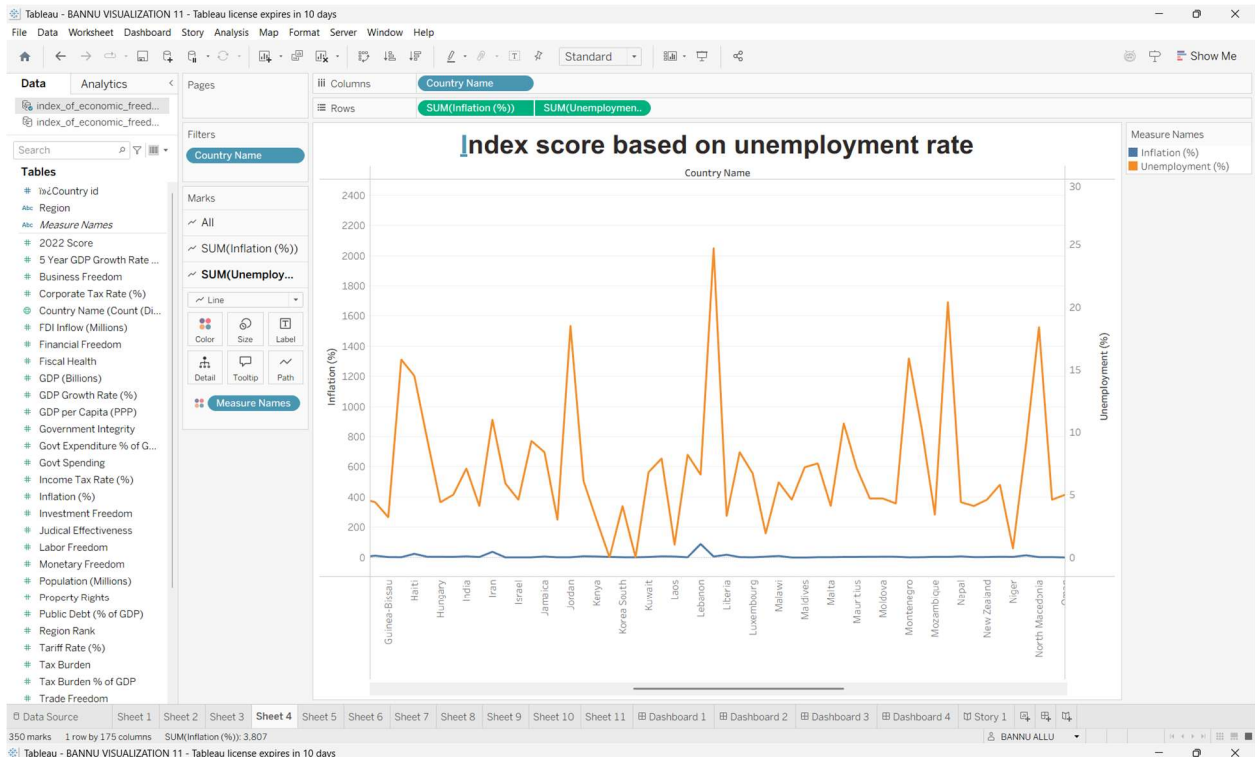 Tableau - BANNU VISUALIZATION 11 - Tableau license expires in 10 days
File Data Worksheet Dashboard Story Analysis Map Format Server Window Help
Standard
Show Me
Data
Analytics
index_of_economic_freed...
index_of_economic_freed...
Search
Tables
ï»¿Country id
Abc Region
Abc Measure Names
2022 Score
5 Year GDP Growth Rate ...
Business Freedom
Corporate Tax Rate (%)
Country Name (Count (Di...
FDI Inflow (Millions)
Financial Freedom
Fiscal Health
GDP (Billions)
GDP Growth Rate (%)
GDP per Capita (PPP)
Government Integrity
Govt Expenditure % of G...
Govt Spending
Income Tax Rate (%)
Inflation (%)
Investment Freedom
Judical Effectiveness
Labor Freedom
Monetary Freedom
Population (Millions)
Property Rights
Public Debt (% of GDP)
Region Rank
Tariff Rate (%)
Tax Burden
Tax Burden % of GDP
Trade Freedom
Pages
Filters
Country Name
Marks
All
SUM(Inflation (%))
SUM(Unemploy...
Line
Color Size Label
Detail Tooltip Path
Measure Names
Columns Country Name
Rows SUM(Inflation (%)) SUM(Unemploymen..
Index score based on unemployment rate
Country Name
Inflation (%)
2400
2200
2000
1800
1600
1400
1200
1000
800
600
400
200
0
30
25
20
15
10
5
0
Unemployment (%)
Guinea-Bissau
Haiti
Hungary
India
Iran
Israel
Jamaica
Jordan
Kenya
Korea South
Kuwait
Laos
Lebanon
Liberia
Luxembourg
Malawi
Maldives
Malta
Mauritius
Moldova
Montenegro
Mozambique
Nepal
New Zealand
Niger
North Macedonia
Measure Names
Inflation (%)
Unemployment (%)
Data Source Sheet 1 Sheet 2 Sheet 3 Sheet 4 Sheet 5 Sheet 6 Sheet 7 Sheet 8 Sheet 9 Sheet 10 Sheet 11 Dashboard 1 Dashboard 2 Dashboard 3 Dashboard 4 Story 1
350 marks 1 row by 175 columns SUM(Inflation (%)): 3,807 BANNU ALLU
Tableau - BANNU VISUALIZATION 11 - Tableau license expires in 10 days